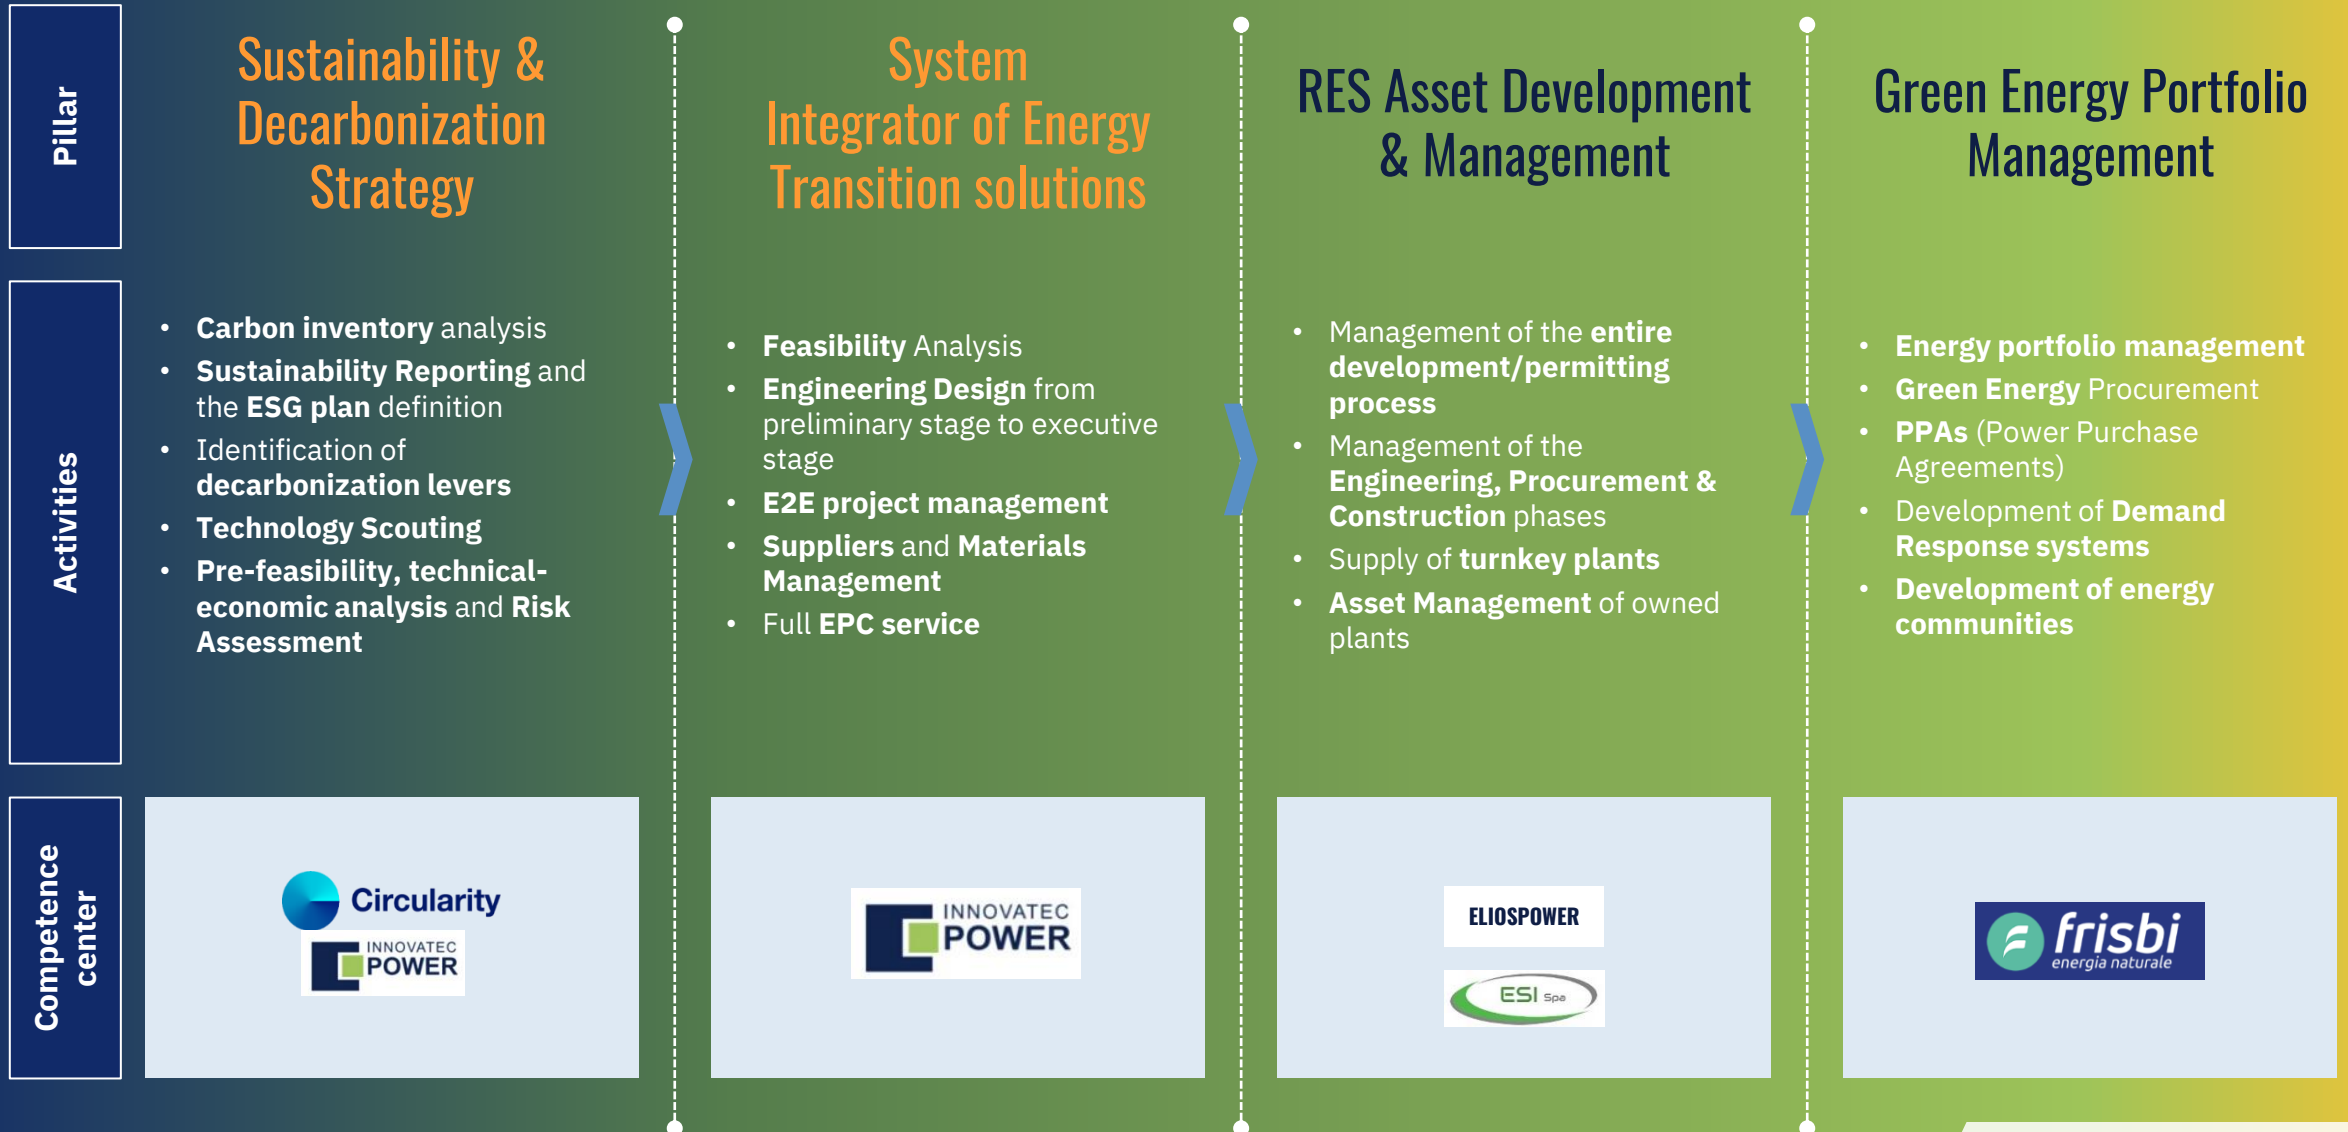 Pillar
Sustainability &
Decarbonization
Strategy
System
Integrator of Energy
Transition solutions
RES Asset Development
& Management
Green Energy Portfolio
Management
Activities
• Carbon inventory analysis
• Sustainability Reporting and
the ESG plan definition
• Identification of
decarbonization levers
• Technology Scouting
• Pre-feasibility, technical-
economic analysis and Risk
Assessment
• Feasibility Analysis
• Engineering Design from
preliminary stage to executive
stage
• E2E project management
• Suppliers and Materials
Management
• Full EPC service
• Management of the entire
development/permitting
process
• Management of the
Engineering, Procurement &
Construction phases
• Supply of turnkey plants
• Asset Management of owned
plants
• Energy portfolio management
• Green Energy Procurement
• PPAs (Power Purchase
Agreements)
• Development of Demand
Response systems
• Development of energy
communities
Competence
center
Circularity
INNOVATEC
POWER
INNOVATEC
POWER
ELIOSPOWER
ESI Spa
frisbi
energia naturale